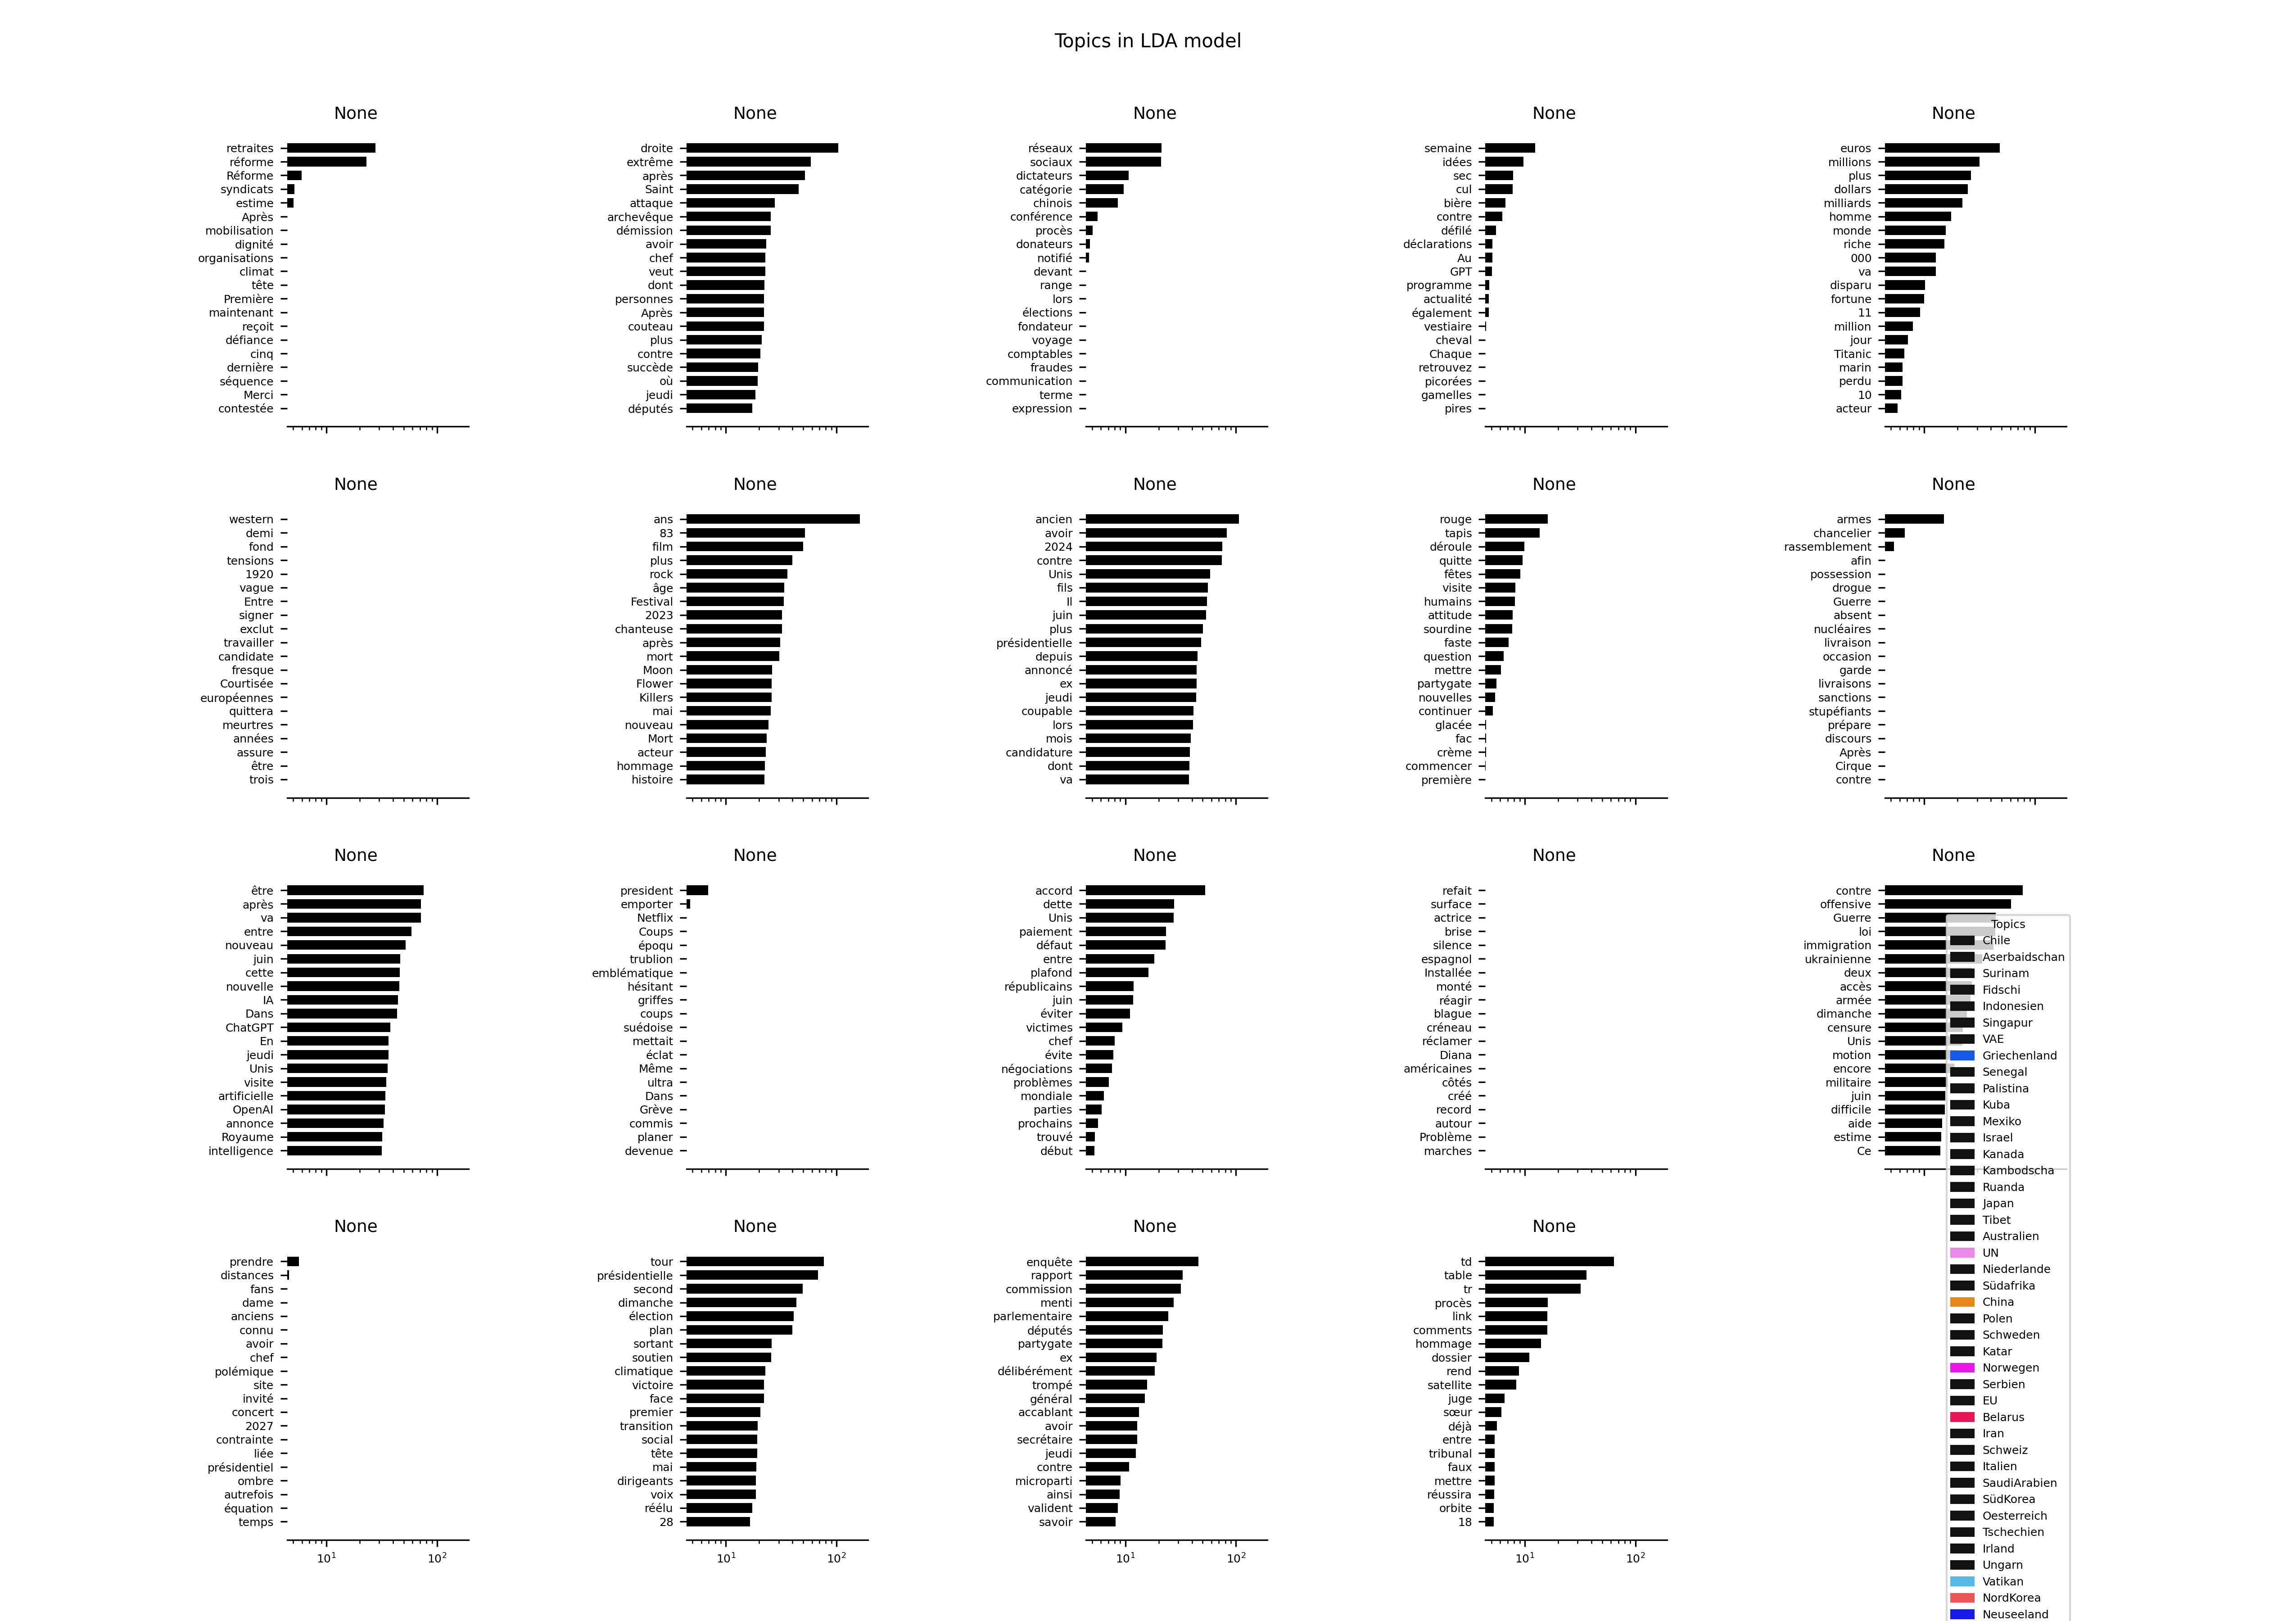 Topics in LDA model
None
retraites
réforme
Réforme
syndicats
estime
Après
mobilisation
dignité
organisations
climat
tête
Première
maintenant
reçoit
défiance
cinq
dernière
séquence
Merci
contestée
None
droite
extrême
après
Saint
attaque
archevêque
démission
avoir
chef
veut
dont
personnes
Après
couteau
plus
contre
succède
où
jeudi
députés
None
réseaux
sociaux
dictateurs
catégorie
chinois
conférence
procès
donateurs
notifié
devant
range
lors
élections
fondateur
voyage
comptables
fraudes
communication
terme
expression
None
semaine
idées
sec
cul
bière
contre
défilé
déclarations
Au
GPT
programme
actualité
également
vestiaire
cheval
Chaque
retrouvez
picorées
gamelles
pires
None
euros
millions
plus
dollars
milliards
homme
monde
riche
000
va
disparu
fortune
11
million
jour
Titanic
marin
perdu
10
acteur
None
western
demi
fond
tensions
1920
vague
Entre
signer
exclut
travailler
candidate
fresque
Courtisée
européennes
quittera
meurtres
années
assure
être
trois
None
ans
83
film
plus
rock
âge
Festival
2023
chanteuse
après
mort
Moon
Flower
Killers
mai
nouveau
Mort
acteur
hommage
histoire
None
ancien
avoir
2024
contre
Unis
fils
Il
juin
plus
présidentielle
depuis
annoncé
ex
jeudi
coupable
lors
mois
candidature
dont
va
None
rouge
tapis
déroule
quitte
fêtes
visite
humains
attitude
sourdine
faste
question
mettre
partygate
nouvelles
continuer
glacée
fac
crème
commencer
première
None
armes
chancelier
rassemblement
afin
possession
drogue
Guerre
absent
nucléaires
livraison
occasion
garde
livraisons
sanctions
stupéfiants
prépare
discours
Après
Cirque
contre
None
être
après
va
entre
nouveau
juin
cette
nouvelle
IA
Dans
ChatGPT
En
jeudi
Unis
visite
artificielle
OpenAI
annonce
Royaume
intelligence
None
president
emporter
Netflix
Coups
époqu
trublion
emblématique
hésitant
griffes
coups
suédoise
mettait
éclat
Même
ultra
Dans
Grève
commis
planer
devenue
None
accord
dette
Unis
paiement
défaut
entre
plafond
républicains
juin
éviter
victimes
chef
évite
négociations
problèmes
mondiale
parties
prochains
trouvé
début
None
refait
surface
actrice
brise
silence
espagnol
Installée
monté
réagir
blague
créneau
réclamer
Diana
américaines
côtés
créé
record
autour
Problème
marches
None
contre
offensive
Guerre
loi
immigration
ukrainienne
deux
accès
armée
dimanche
censure
Unis
motion
encore
militaire
juin
difficile
aide
estime
Ce
None
prendre
distances
fans
dame
anciens
connu
avoir
chef
polémique
site
invité
concert
2027
contrainte
liée
présidentiel
ombre
autrefois
équation
temps
10¹
10²
None
tour
présidentielle
second
dimanche
élection
plan
sortant
soutien
climatique
victoire
face
premier
transition
social
tête
mai
dirigeants
voix
réélu
28
10¹
10²
None
enquête
rapport
commission
menti
parlementaire
députés
partygate
ex
délibérément
trompé
général
accablant
avoir
secrétaire
jeudi
contre
microparti
ainsi
valident
savoir
10¹
10²
None
td
table
tr
procès
link
comments
hommage
dossier
rend
satellite
juge
sœur
déjà
entre
tribunal
faux
mettre
réussira
orbite
18
10¹
10²
Topics
Chile
Aserbaidschan
Surinam
Fidschi
Indonesien
Singapur
VAE
Griechenland
Senegal
Palistina
Kuba
Mexiko
Israel
Kanada
Kambodscha
Ruanda
Japan
Tibet
Australien
UN
Niederlande
Südafrika
China
Polen
Schweden
Katar
Norwegen
Serbien
EU
Belarus
Iran
Schweiz
Italien
SaudiArabien
SüdKorea
Oesterreich
Tschechien
Irland
Ungarn
Vatikan
NordKorea
Neuseeland